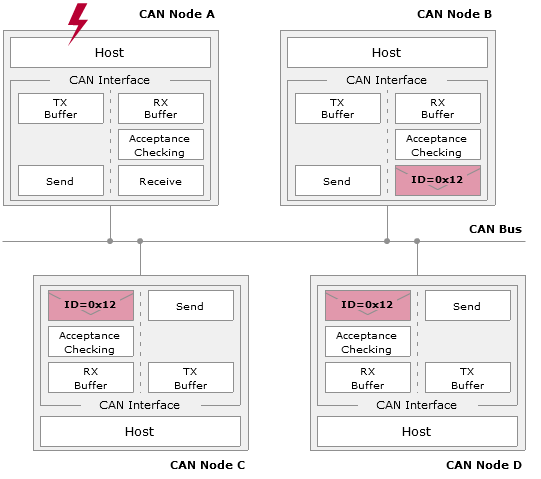 CAN Node A
CAN Node B
Host
Host
CAN Interface
CAN Interface
TX
Buffer
RX
Buffer
TX
Buffer
RX
Buffer
Acceptance
Checking
Acceptance
Checking
Send
Receive
Send
ID=0x12
CAN Bus
ID=0x12
Send
ID=0x12
Send
Acceptance
Checking
Acceptance
Checking
RX
Buffer
TX
Buffer
RX
Buffer
TX
Buffer
CAN Interface
CAN Interface
Host
Host
CAN Node C
CAN Node D